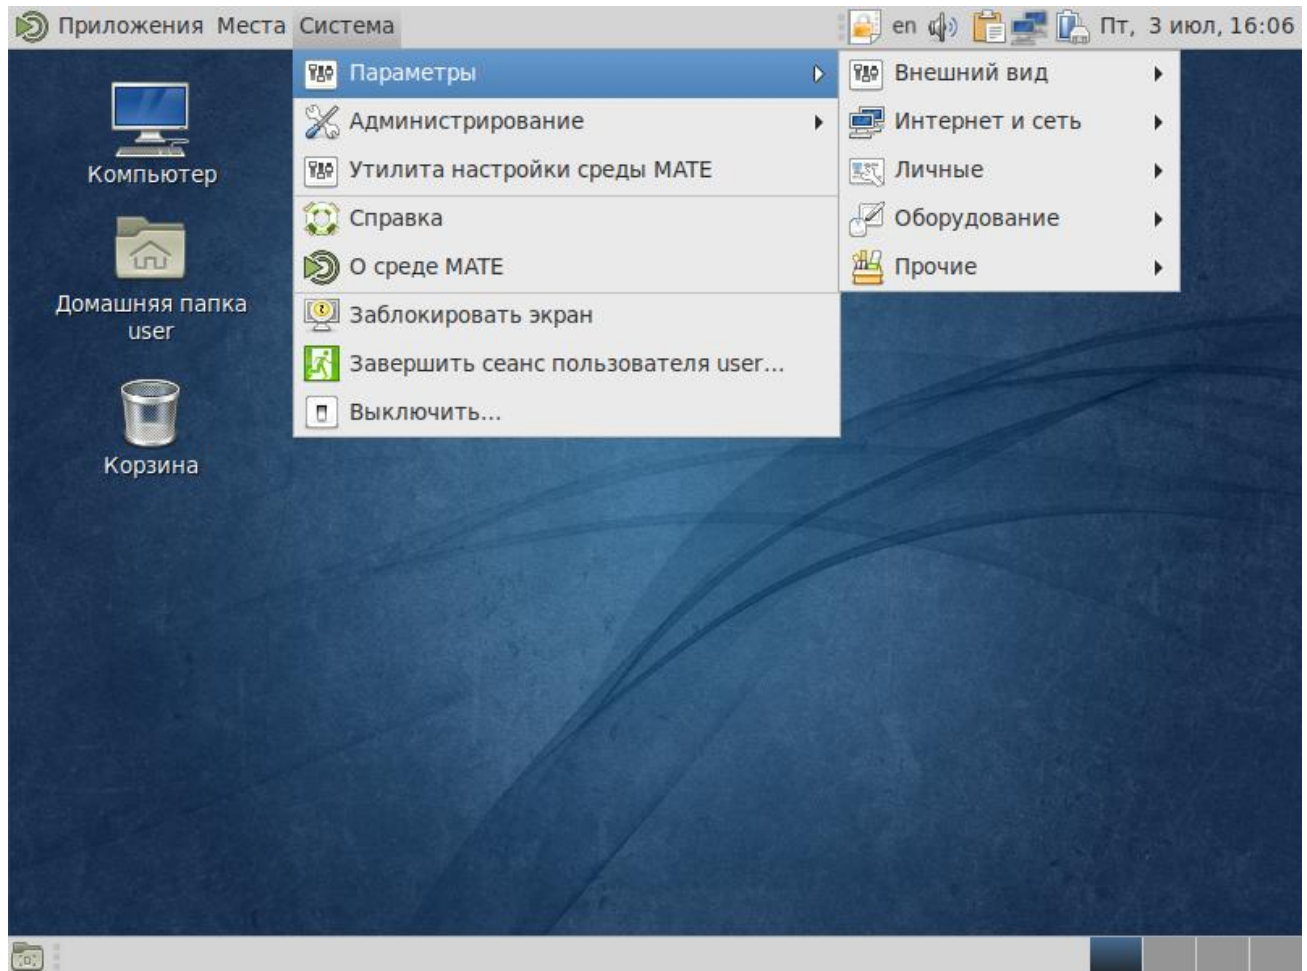 Приложения Места Система en Пт, 3 июл, 16:06
Параметры
Администрирование
Утилита настройки среды MATE
Справка
О среде MATE
Заблокировать экран
Завершить сеанс пользователя user...
Выключить...
Внешний вид
Интернет и сеть
Личные
Оборудование
Прочие
Компьютер
Домашняя папка
user
Корзина